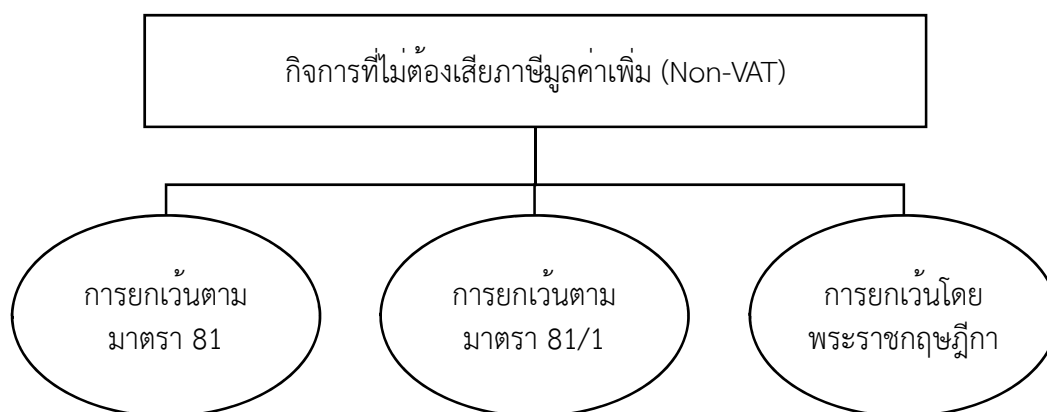 กิจการที่ไม่ต้องเสียภาษีมูลค่าเพิ่ม (Non-VAT)
การยกเว้นตาม
มาตรา 81
การยกเว้นตาม
มาตรา 81/1
การยกเว้นโดย
พระราชกฤษฎีกา